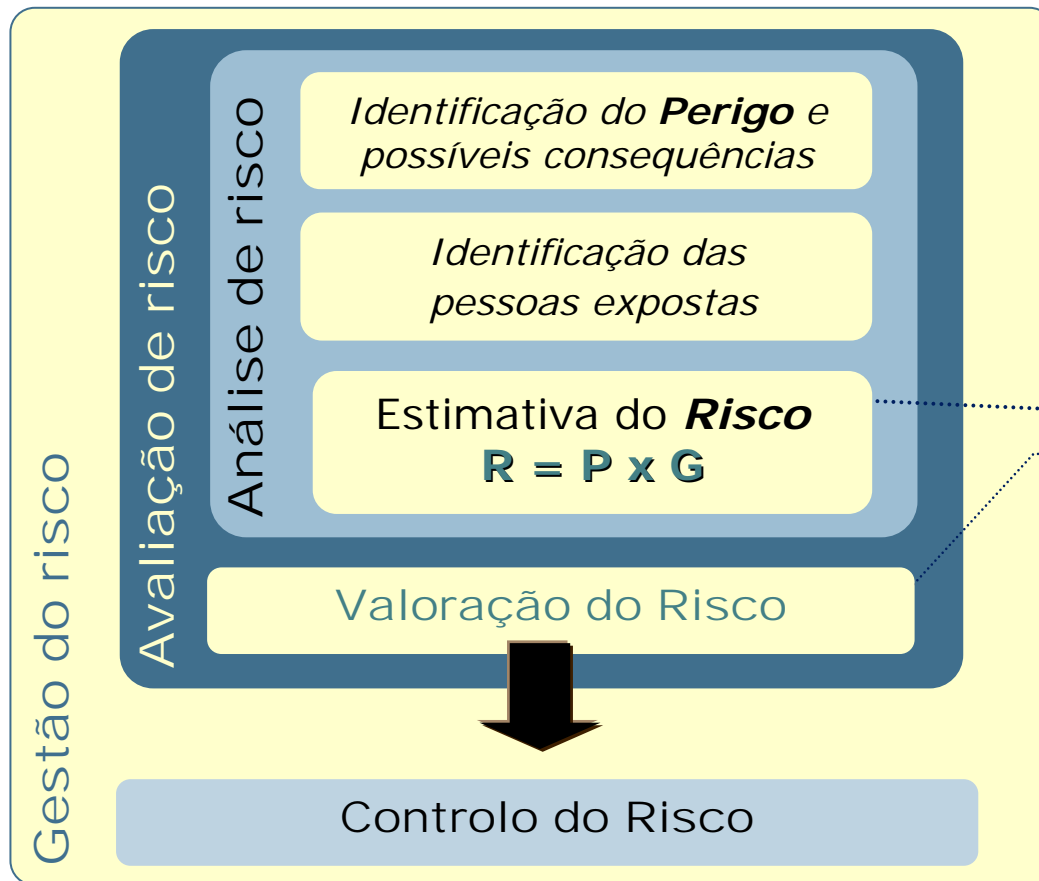 Gestão do risco
Avaliação de risco
Análise de risco
Identificação do Perigo e
possíveis consequências
Identificação das
pessoas expostas
Estimativa do Risco
R = P x G
Valoração do Risco
Controlo do Risco